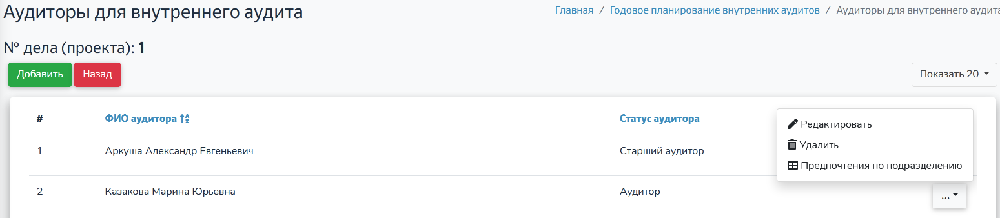 Аудиторы для внутреннего аудита
Главная / Годовое планирование внутренних аудитов / Аудиторы для внутреннего аудита
№ дела (проекта): 1
Добавить Назад Показать 20
# ФИО аудитора Статус аудитора
Редактировать
Удалить
Предпочтения по подразделению
1 Аркуша Александр Евгеньевич Старший аудитор
2 Казакова Марина Юрьевна Аудитор ...